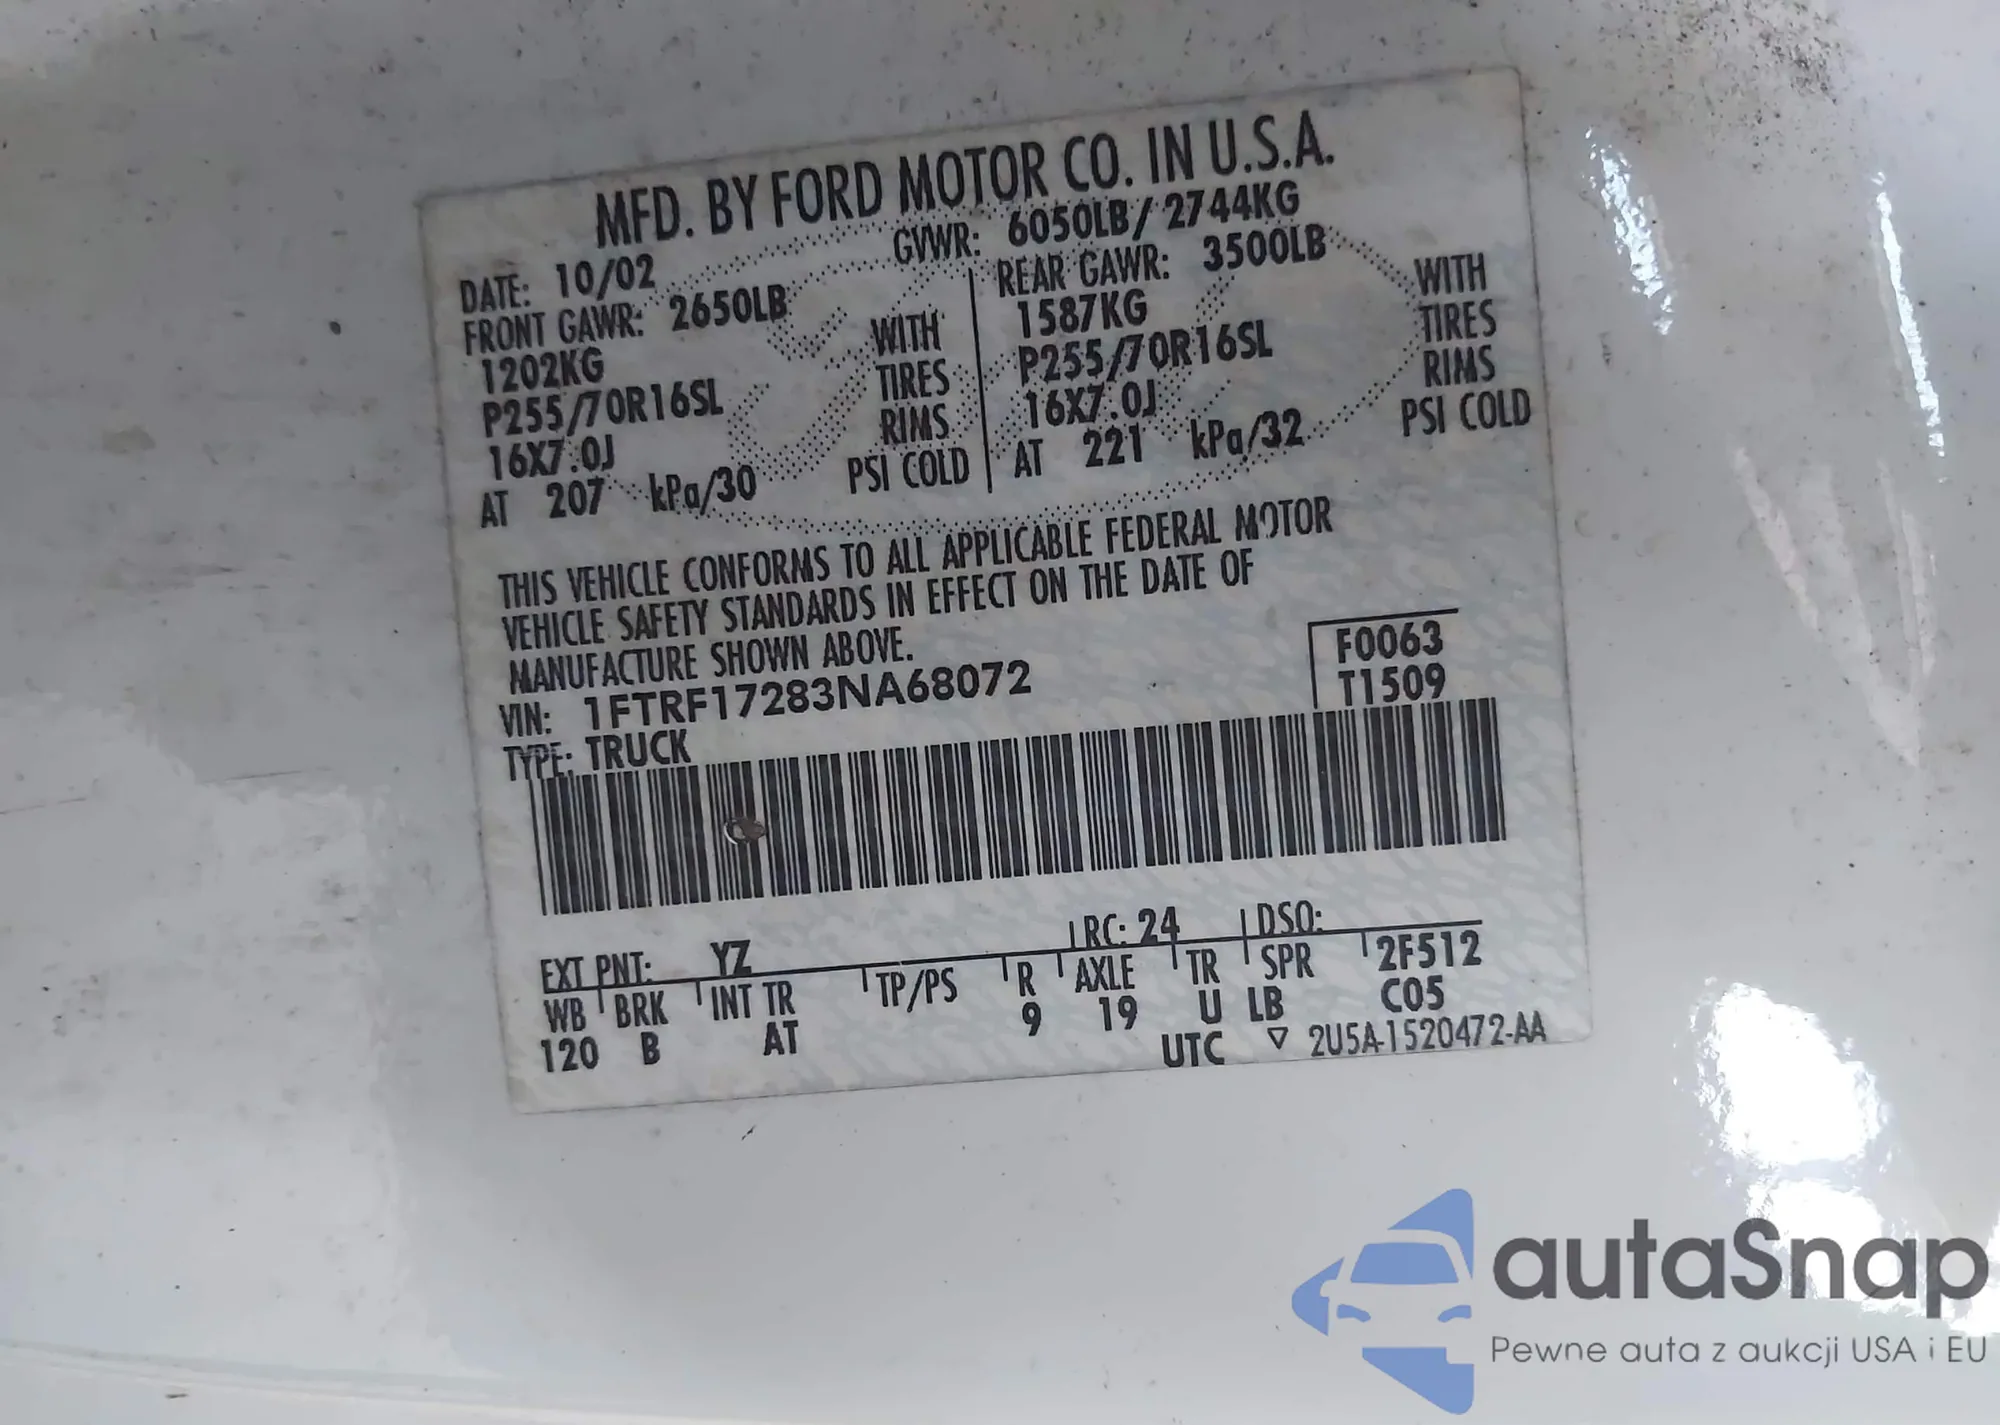 MFD. BY FORD MOTOR CO. IN U.S.A.
DATE: 10/02 GVWR: 6050LB/ 2744KG
FRONT GAWR: 2650LB REAR GAWR: 3500LB
1202KG WITH 1587KG WITH
P255/70R16SL TIRES P255/70R16SL TIRES
16X7.0J RIMS 16X7.0J RIMS
AT 207 kPa/30 PSI COLD AT 221 kPa/32 PSI COLD
THIS VEHICLE CONFORMS TO ALL APPLICABLE FEDERAL MOTOR
VEHICLE SAFETY STANDARDS IN EFFECT ON THE DATE OF
MANUFACTURE SHOWN ABOVE.
VIN: 1FTRF17283NA68072 F0063
TYPE: TRUCK T1509
EXT PNT: YZ RC: 24 DSO:
WB BRK INT TR TP/PS R AXLE TR SPR 2F512
120 B AT 9 19 U LB C05
UTC ▽ 2U5A-1520472-AA
autaSnap
Pewne auta z aukcji USA i EU